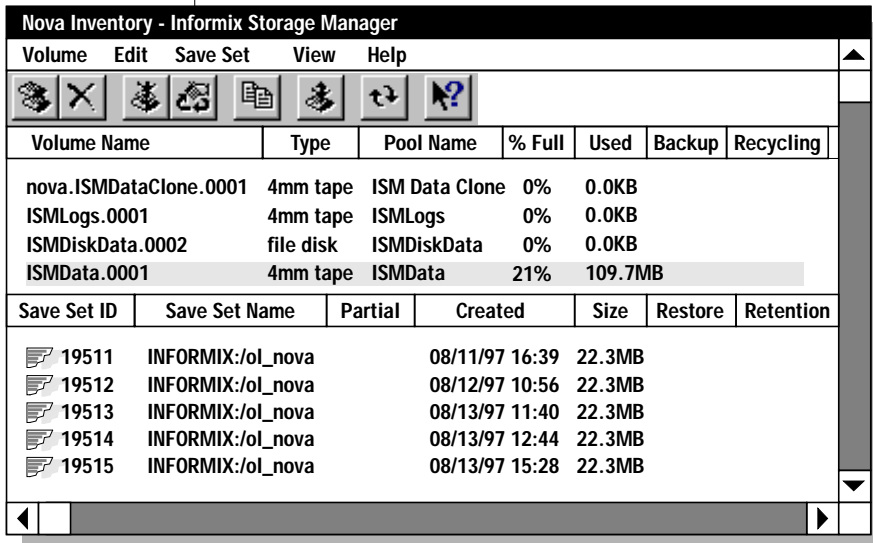 Nova Inventory - Informix Storage Manager
Volume Edit Save Set View Help
?
Volume Name Type Pool Name % Full Used Backup Recycling
nova.ISMDataClone.0001 4mm tape ISM Data Clone 0% 0.0KB
ISMLogs.0001 4mm tape ISMLogs 0% 0.0KB
ISMDiskData.0002 file disk ISMDiskData 0% 0.0KB
ISMData.0001 4mm tape ISMData 21% 109.7MB
Save Set ID Save Set Name Partial Created Size Restore Retention
19511 INFORMIX:/ol_nova 08/11/97 16:39 22.3MB
19512 INFORMIX:/ol_nova 08/12/97 10:56 22.3MB
19513 INFORMIX:/ol_nova 08/13/97 11:40 22.3MB
19514 INFORMIX:/ol_nova 08/13/97 12:44 22.3MB
19515 INFORMIX:/ol_nova 08/13/97 15:28 22.3MB